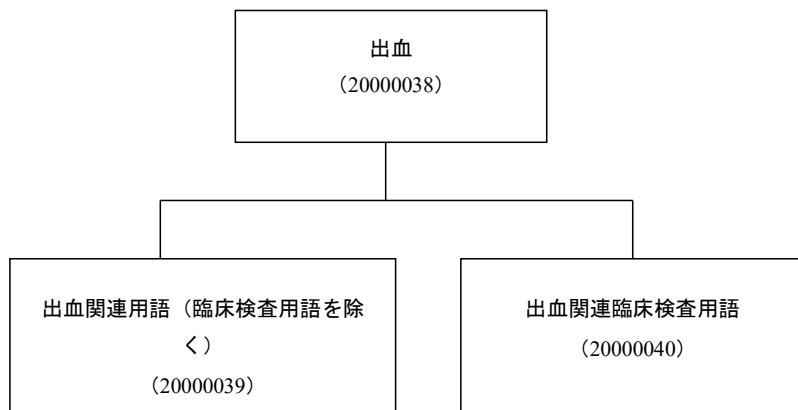 出血
（20000038）
出血関連用語（臨床検査用語を除
く）
（20000039）
出血関連臨床検査用語
（20000040）